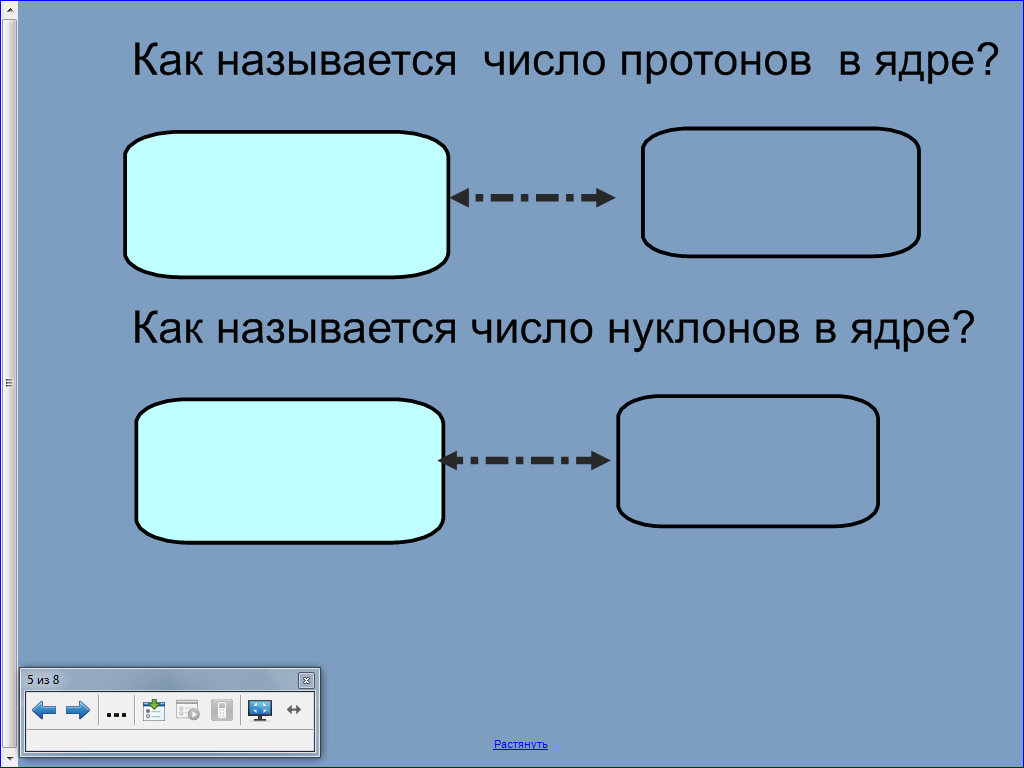 Как называется число протонов в ядре?
Как называется число нуклонов в ядре?
5 из 8
Растянуть